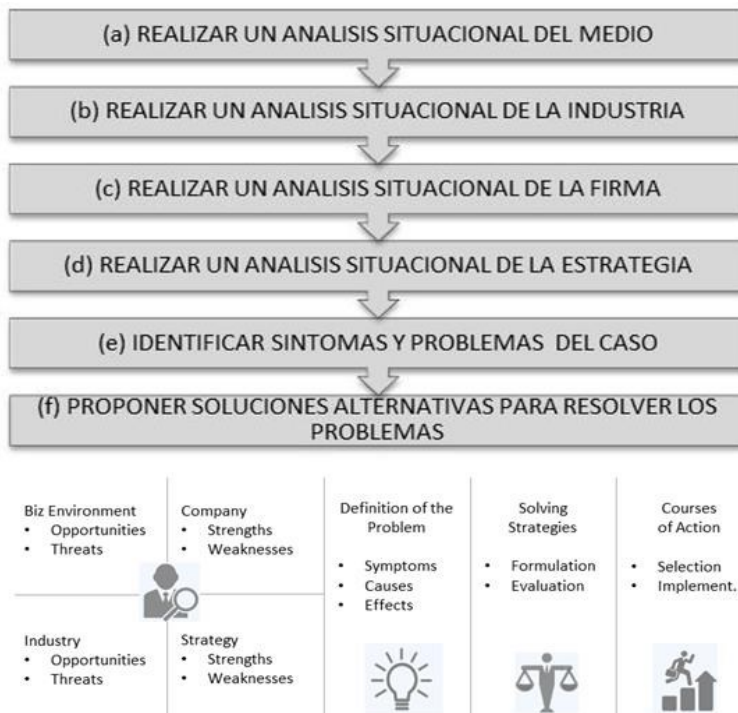 (a) REALIZAR UN ANALISIS SITUACIONAL DEL MEDIO
(b) REALIZAR UN ANALISIS SITUACIONAL DE LA INDUSTRIA
(c) REALIZAR UN ANALISIS SITUACIONAL DE LA FIRMA
(d) REALIZAR UN ANALISIS SITUACIONAL DE LA ESTRATEGIA
(e) IDENTIFICAR SINTOMAS Y PROBLEMAS DEL CASO
(f) PROPONER SOLUCIONES ALTERNATIVAS PARA RESOLVER LOS
PROBLEMAS
Biz Environment
• Opportunities
• Threats
Company
• Strengths
• Weaknesses
Industry
• Opportunities
• Threats
Strategy
• Strengths
• Weaknesses
Definition of the
Problem
• Symptoms
• Causes
• Effects
Solving
Strategies
• Formulation
• Evaluation
Courses
of Action
• Selection
• Implement.